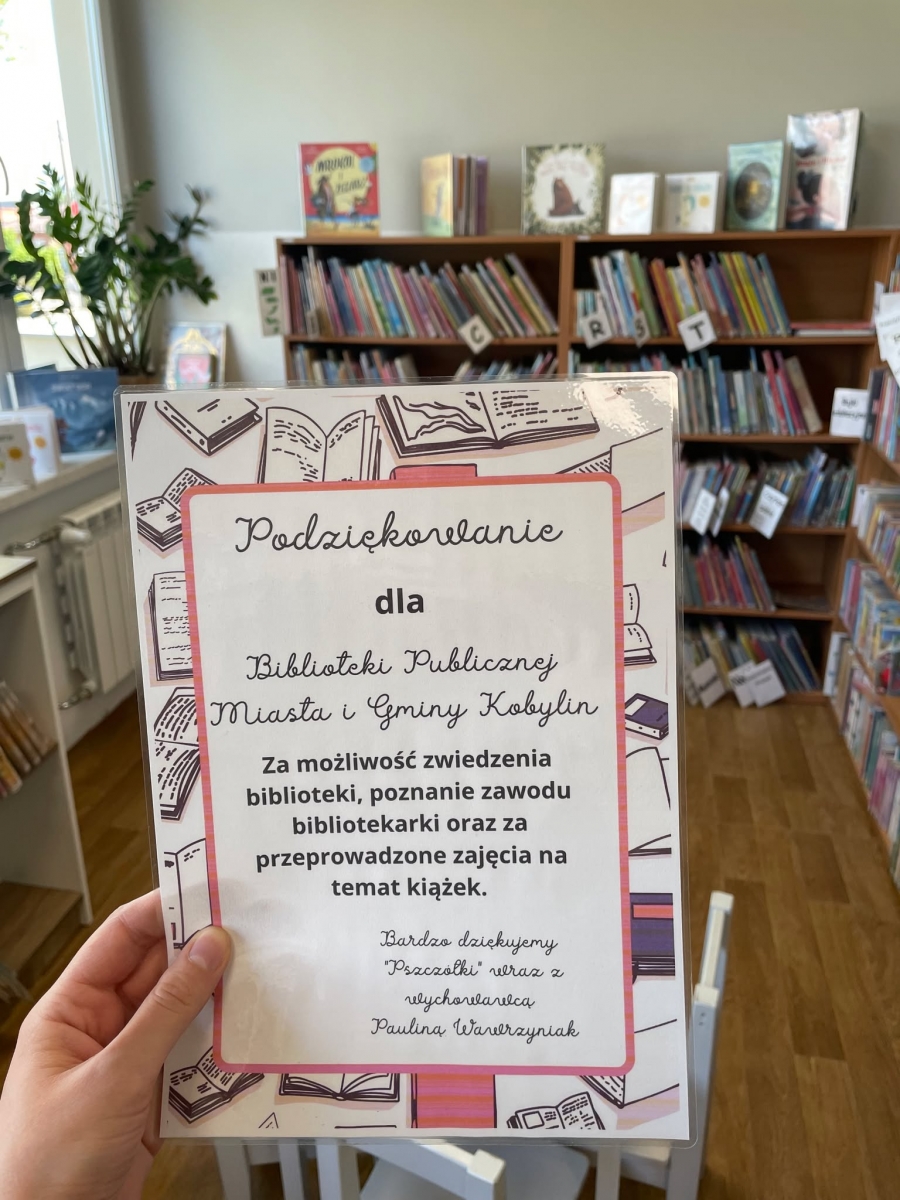 C
R
S
T
Podziękowanie
dla
Biblioteki Publicznej
Miasta i Gminy Kobylin
Za możliwość zwiedzenia
biblioteki, poznanie zawodu
bibliotekarki oraz za
przeprowadzone zajęcia na
temat kiążek.
Bardzo dziękujemy
"Pszczółki" wraz z
wychowawcą
Pauliną Wawrzyniak